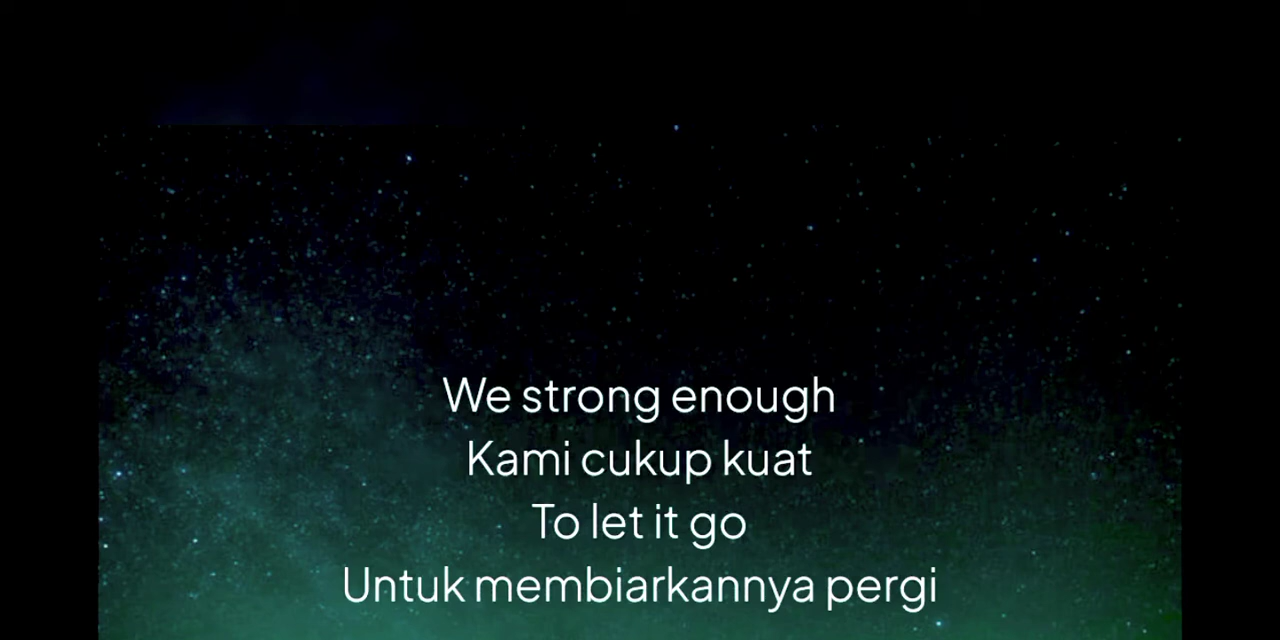 We strong enough
Kami cukup kuat
To let it go
Untuk membiarkannya pergi